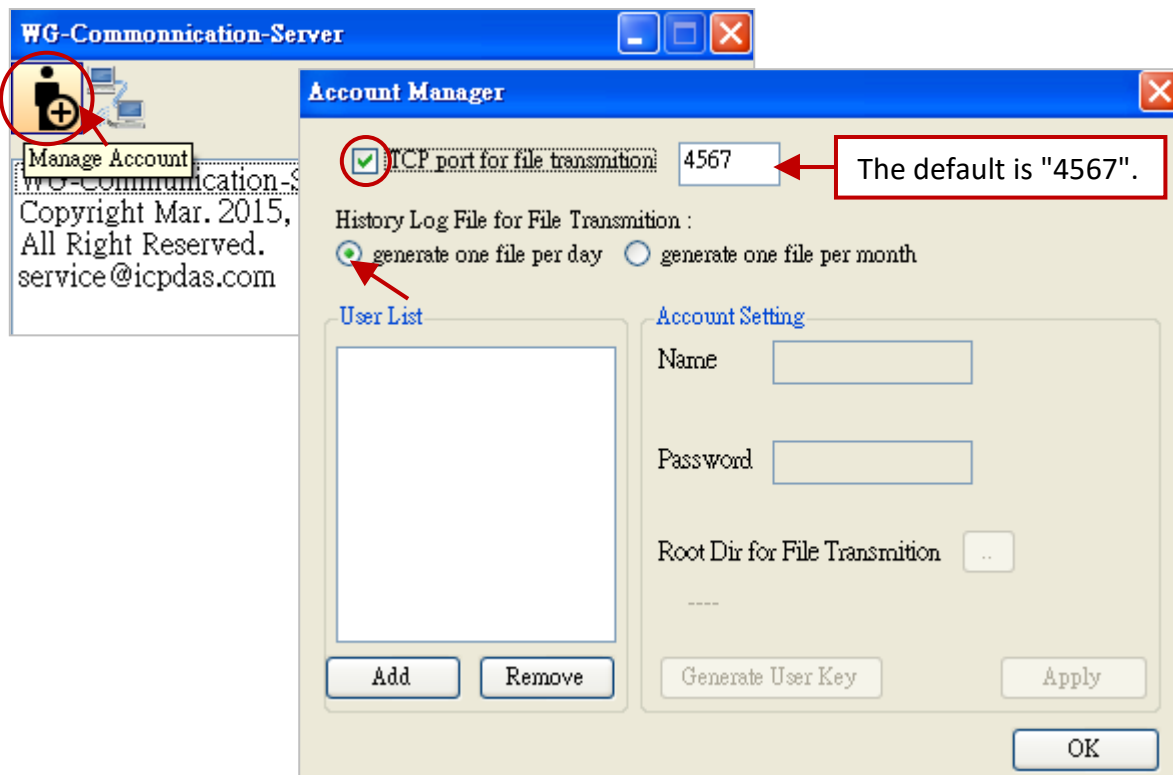 WG-Commonnication-Server
Manage Account
WG-Communication-S
Copyright Mar. 2015,
All Right Reserved.
service@icpdas.com
Account Manager
TCP port for file transmition 4567
The default is "4567".
History Log File for File Transmition :
generate one file per day generate one file per month
User List
Account Setting
Name
Password
Root Dir for File Transmition ..
----
Add Remove
Generate User Key Apply
OK